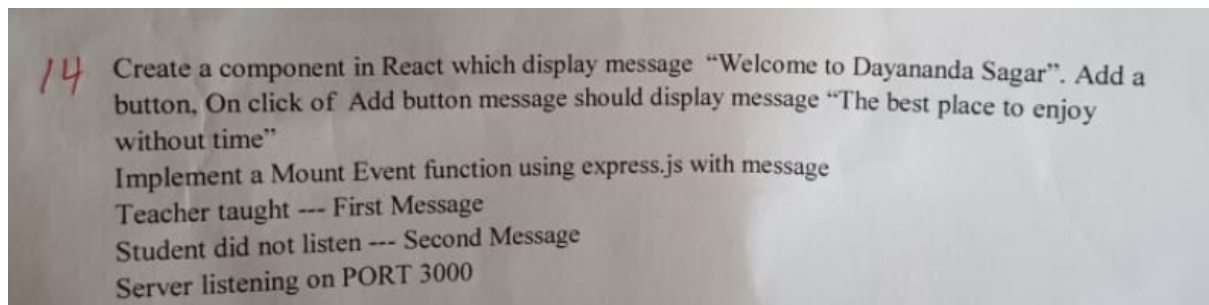 14 Create a component in React which display message “Welcome to Dayananda Sagar”. Add a
button, On click of Add button message should display message “The best place to enjoy
without time”
Implement a Mount Event function using express.js with message
Teacher taught --- First Message
Student did not listen --- Second Message
Server listening on PORT 3000